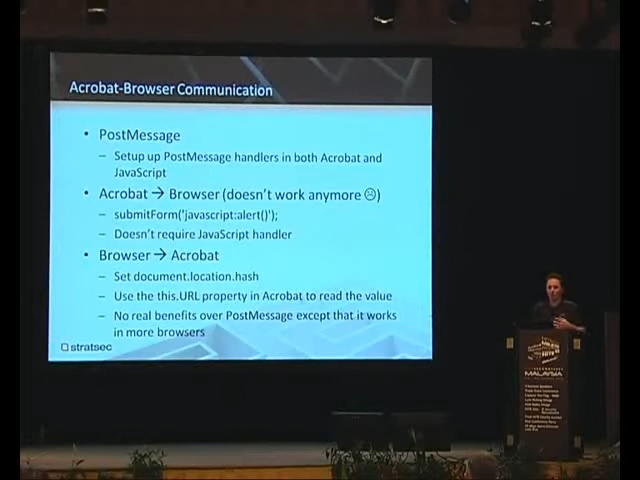 Acrobat-Browser Communication
• PostMessage
– Setup up PostMessage handlers in both Acrobat and
JavaScript
• Acrobat → Browser (doesn't work anymore ☹)
– submitForm('javascript:alert()');
– Doesn't require JavaScript handler
• Browser → Acrobat
– Set document.location.hash
– Use the this.URL property in Acrobat to read the value
– No real benefits over PostMessage except that it works
in more browsers
stratsec
MALAYSIA